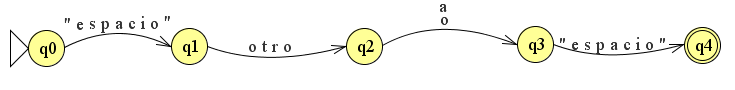 a
"espacio"
o
q0
q1
otro
q2
q3
"espacio"
q4